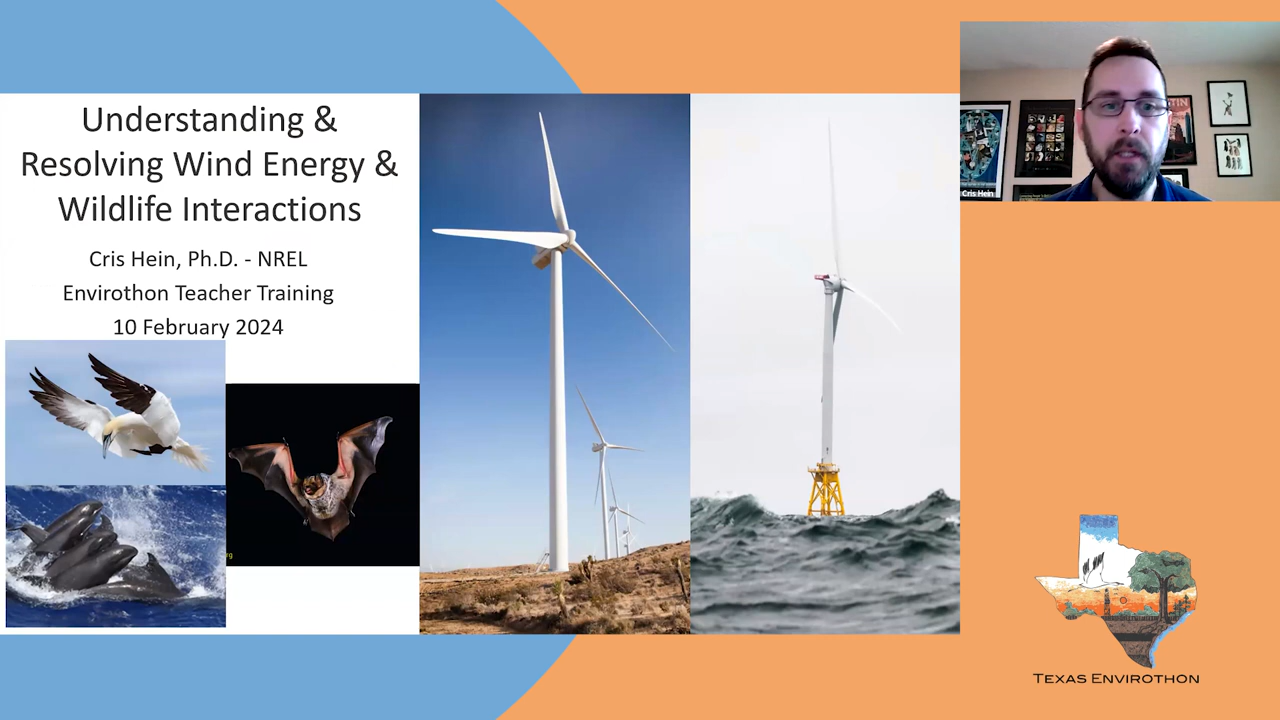 Understanding &
Resolving Wind Energy &
Wildlife Interactions
Cris Hein, Ph.D. - NREL
Envirothon Teacher Training
10 February 2024
Cris Hein
TEXAS ENVIROTHON